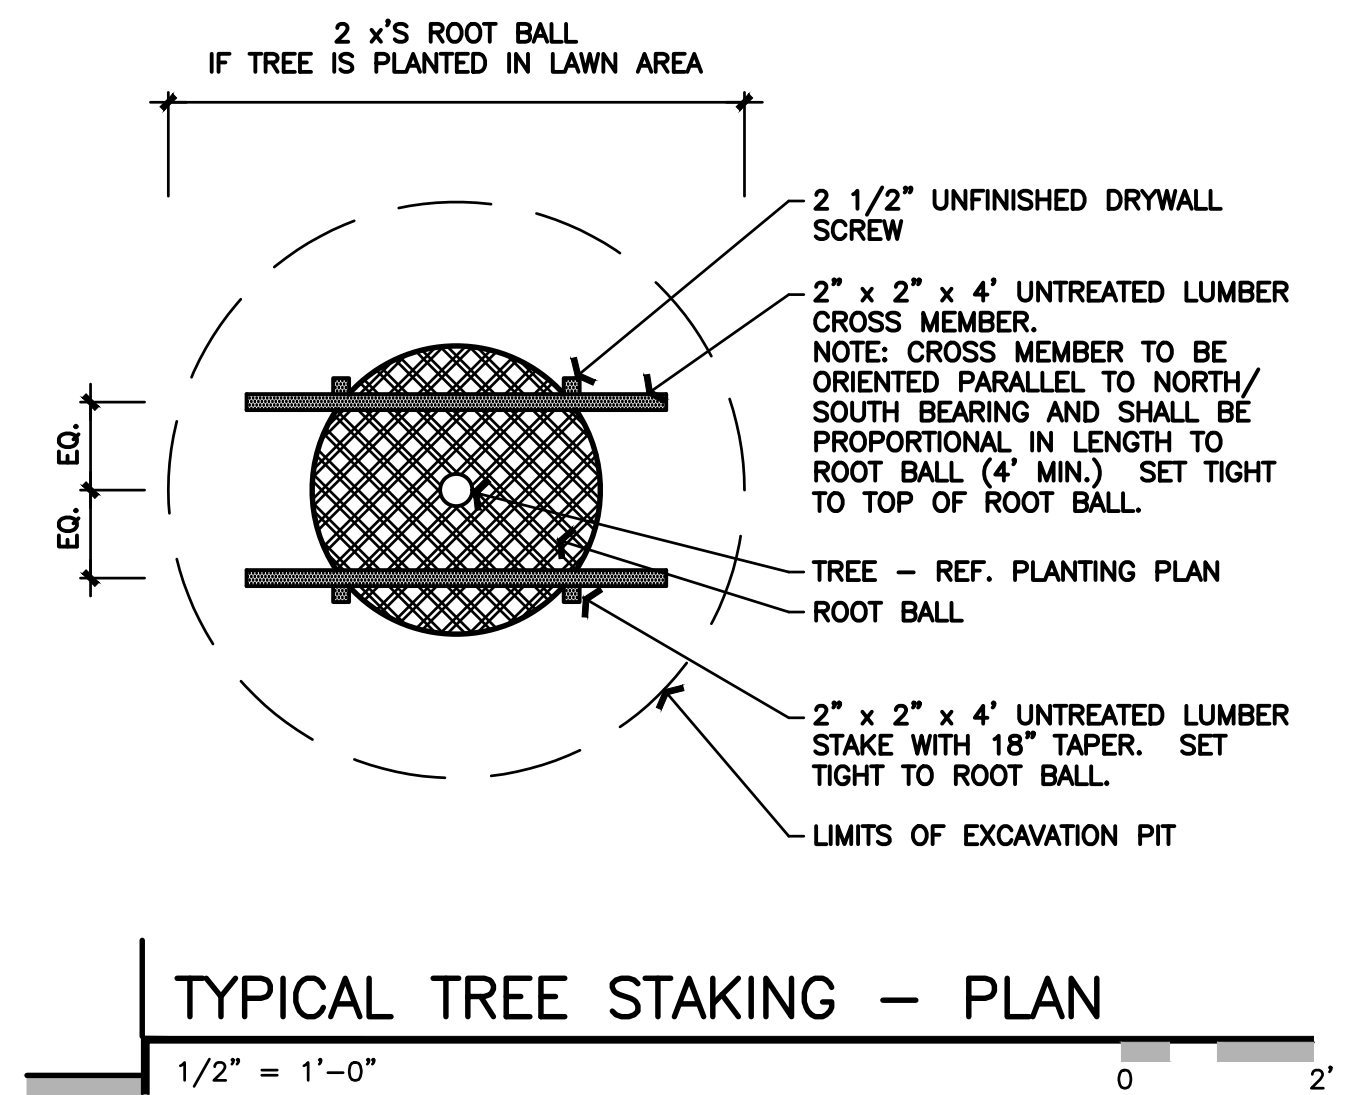 2 x'S ROOT BALL
IF TREE IS PLANTED IN LAWN AREA
2 1/2" UNFINISHED DRYWALL
SCREW
2" x 2" x 4' UNTREATED LUMBER
CROSS MEMBER.
NOTE: CROSS MEMBER TO BE
ORIENTED PARALLEL TO NORTH/
SOUTH BEARING AND SHALL BE
PROPORTIONAL IN LENGTH TO
ROOT BALL (4' MIN.) SET TIGHT
TO TOP OF ROOT BALL.
EQ.
EQ.
TREE - REF. PLANTING PLAN
ROOT BALL
2" x 2" x 4' UNTREATED LUMBER
STAKE WITH 18" TAPER. SET
TIGHT TO ROOT BALL.
LIMITS OF EXCAVATION PIT
TYPICAL TREE STAKING - PLAN
1/2" = 1'-0"
0 2'